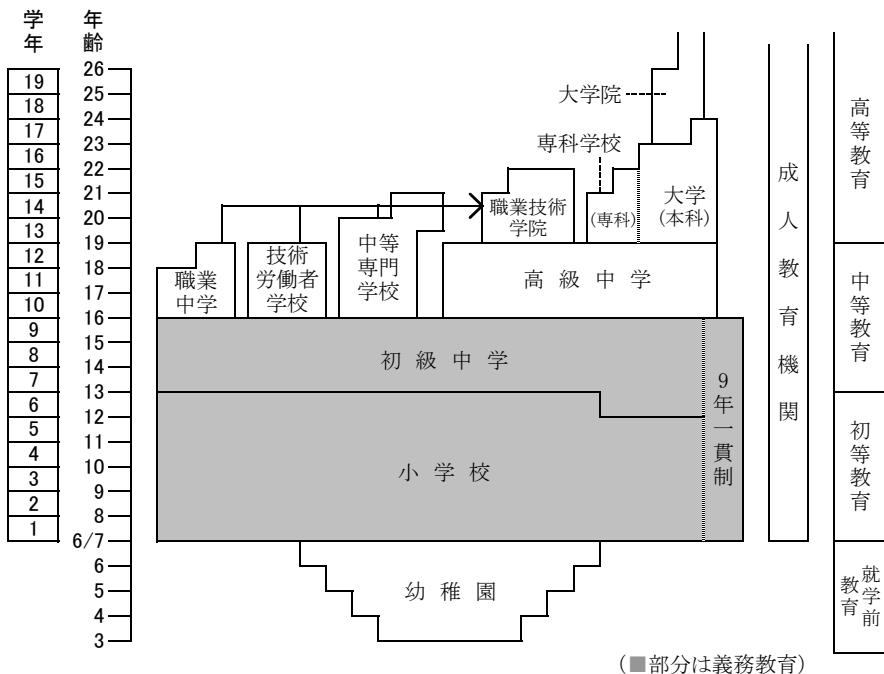 学年
年齢
19
18
17
16
15
14
13
12
11
10
9
8
7
6
5
4
3
2
1
26
25
24
23
22
21
20
19
18
17
16
15
14
13
12
11
10
9
8
6/7
6
5
4
3
大学院
専科学校
職業技術
学院
(専科)
大学
(本科)
職業
中学
技術
労働者
学校
中等
専門
学校
高級中学
初級中学
小学校
9年一貫制
幼稚園
成人教育機関
高等教育
中等教育
初等教育
就学前
教育
(■部分は義務教育)